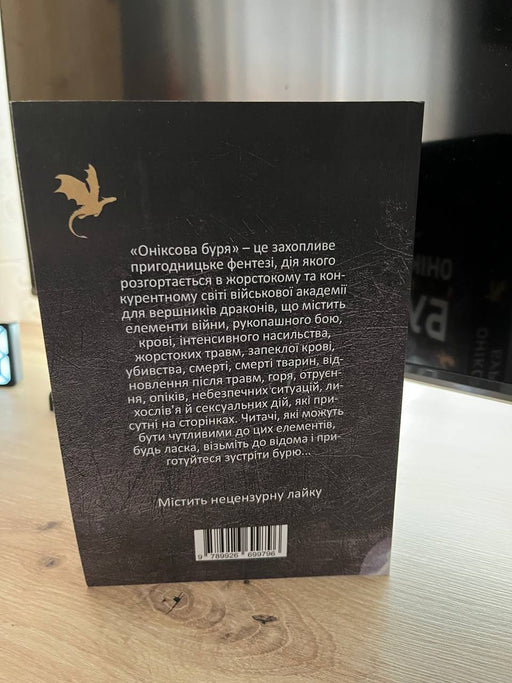 «Оніксова буря» – це захопливе
пригодницьке фентезі, дія якого
розгортається в жорстокому та кон-
курентному світі військової академії
для вершників драконів, що містить
елементи війни, рукопашного бою,
крові, інтенсивного насильства,
жорстоких травм, запеклої крові,
убивства, смерті, смерті тварин, від-
новлення після травм, горя, отруєн-
ня, опіків, небезпечних ситуацій, ли-
хослів'я й сексуальних дій, які при-
сутні на сторінках. Читачі, які можуть
бути чутливими до цих елементів,
будь ласка, візьміть до відома і при-
готуйтеся зустріти бурю...
Містить нецензурну лайку
9 789926 699796